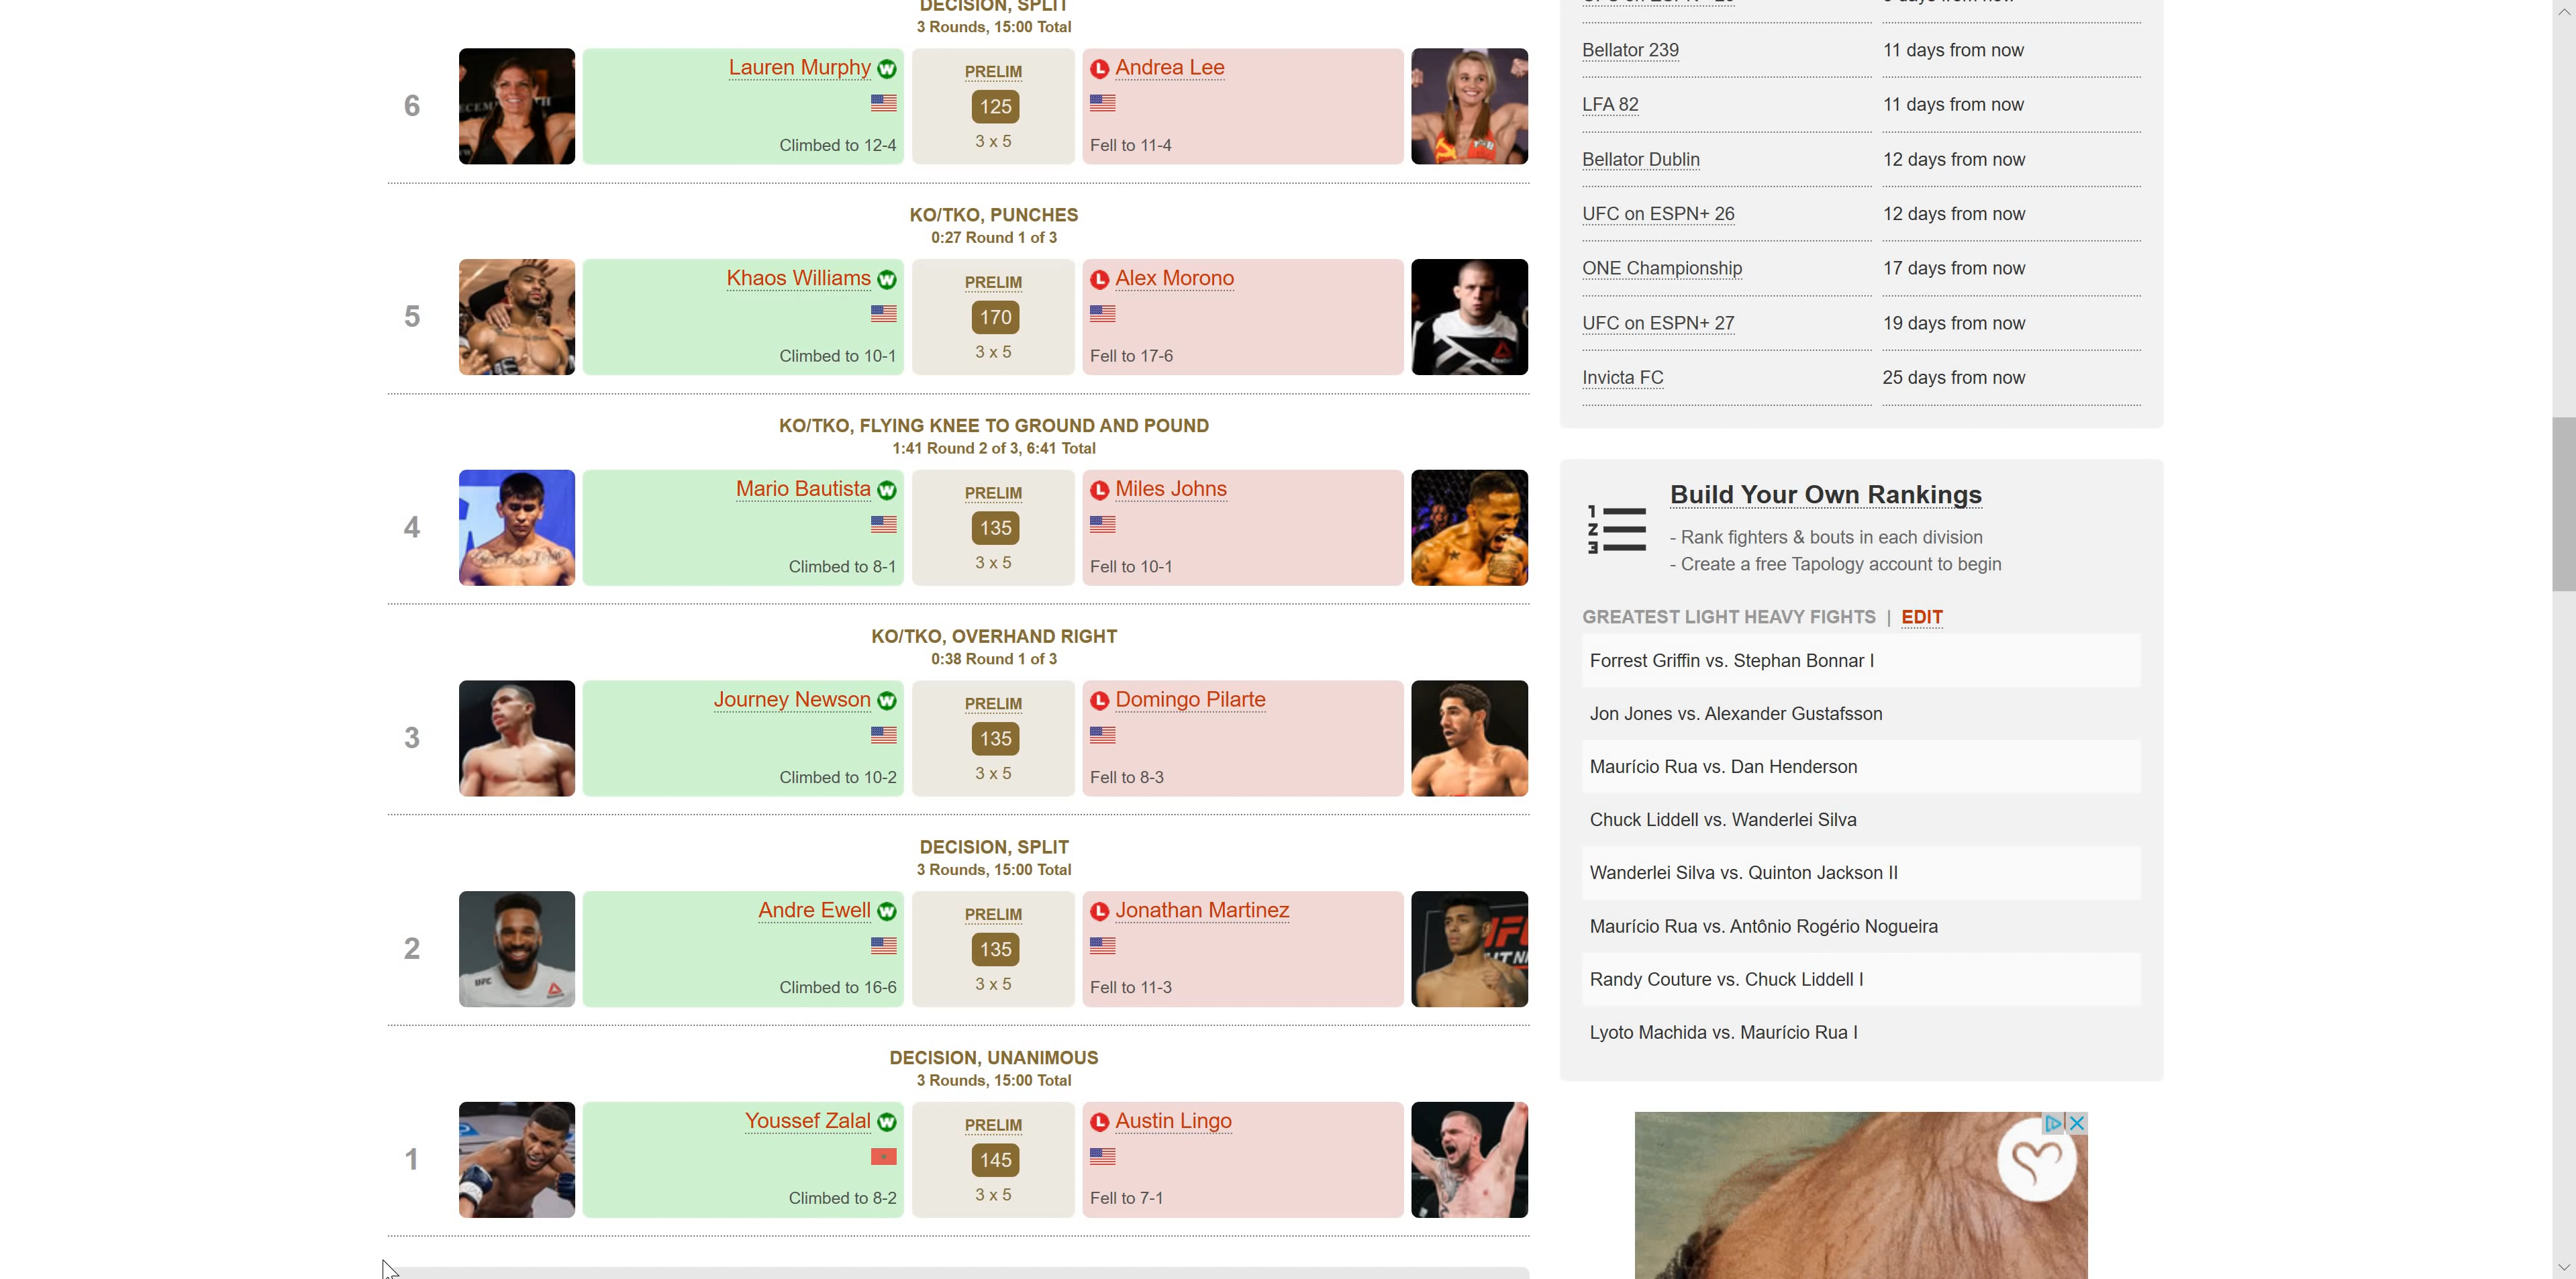 DECISION, SPLIT
3 Rounds, 15:00 Total
6
Lauren Murphy W
Climbed to 12-4
PRELIM
125
3 x 5
L Andrea Lee
Fell to 11-4
KO/TKO, PUNCHES
0:27 Round 1 of 3
5
Khaos Williams W
Climbed to 10-1
PRELIM
170
3 x 5
L Alex Morono
Fell to 17-6
KO/TKO, FLYING KNEE TO GROUND AND POUND
1:41 Round 2 of 3, 6:41 Total
4
Mario Bautista W
Climbed to 8-1
PRELIM
135
3 x 5
L Miles Johns
Fell to 10-1
KO/TKO, OVERHAND RIGHT
0:38 Round 1 of 3
3
Journey Newson W
Climbed to 10-2
PRELIM
135
3 x 5
L Domingo Pilarte
Fell to 8-3
DECISION, SPLIT
3 Rounds, 15:00 Total
2
Andre Ewell W
Climbed to 16-6
PRELIM
135
3 x 5
L Jonathan Martinez
Fell to 11-3
DECISION, UNANIMOUS
3 Rounds, 15:00 Total
1
Youssef Zalal W
Climbed to 8-2
PRELIM
145
3 x 5
L Austin Lingo
Fell to 7-1
Bellator 239 11 days from now
LFA 82 11 days from now
Bellator Dublin 12 days from now
UFC on ESPN+ 26 12 days from now
ONE Championship 17 days from now
UFC on ESPN+ 27 19 days from now
Invicta FC 25 days from now
1
2
3
Build Your Own Rankings
- Rank fighters & bouts in each division
- Create a free Tapology account to begin
GREATEST LIGHT HEAVY FIGHTS | EDIT
Forrest Griffin vs. Stephan Bonnar I
Jon Jones vs. Alexander Gustafsson
Maurício Rua vs. Dan Henderson
Chuck Liddell vs. Wanderlei Silva
Wanderlei Silva vs. Quinton Jackson II
Maurício Rua vs. Antônio Rogério Nogueira
Randy Couture vs. Chuck Liddell I
Lyoto Machida vs. Maurício Rua I